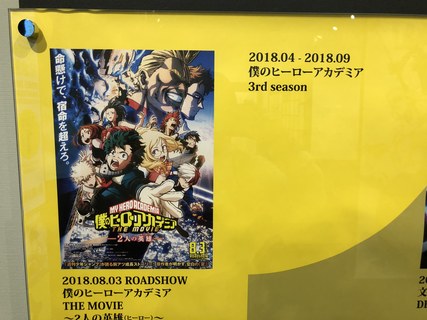 命懸けで、宿命を超えろ。
MY HERO ACADEMIA
僕のヒーローアカデミア
THE MOVIE
2人の英雄
8.3
2018.08.03 ROADSHOW
僕のヒーローアカデミア
THE MOVIE
～2人の英雄(ヒーロー)～
2018.04 - 2018.09
僕のヒーローアカデミア
3rd season
20
文
DE